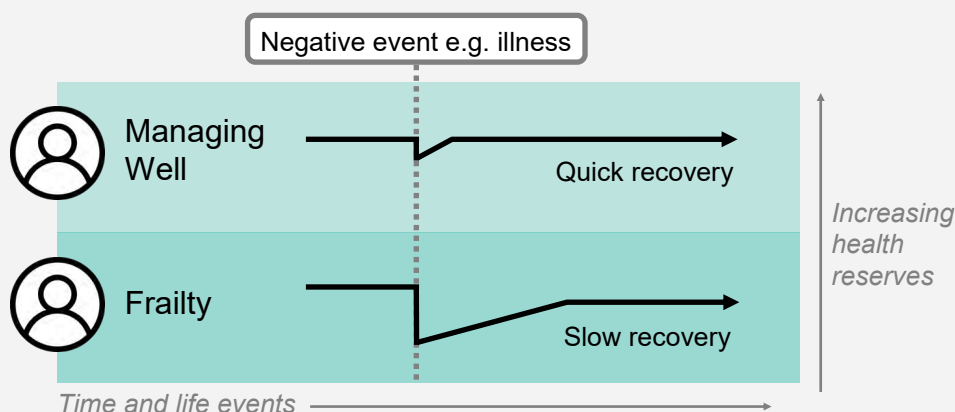 Negative event e.g. illness
Managing
Well
Quick recovery
Increasing
health
reserves
Frailty
Slow recovery
Time and life events